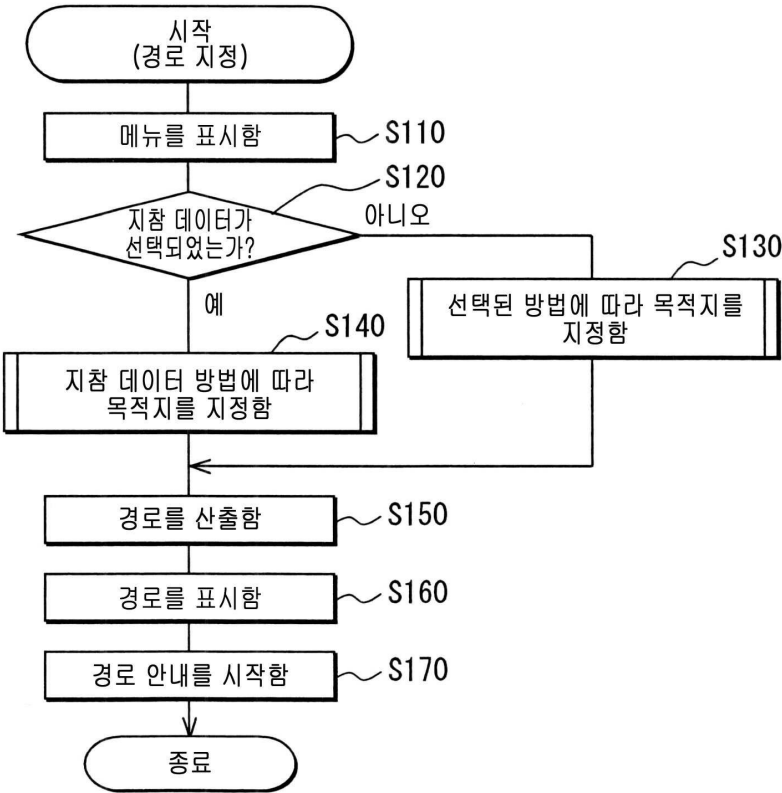 시작
(경로 지정)
메뉴를 표시함
S110
S120
지참 데이터가
선택되었는가?
아니오
예
S130
선택된 방법에 따라 목적지를
지정함
S140
지참 데이터 방법에 따라
목적지를 지정함
경로를 산출함
S150
경로를 표시함
S160
경로 안내를 시작함
S170
종료